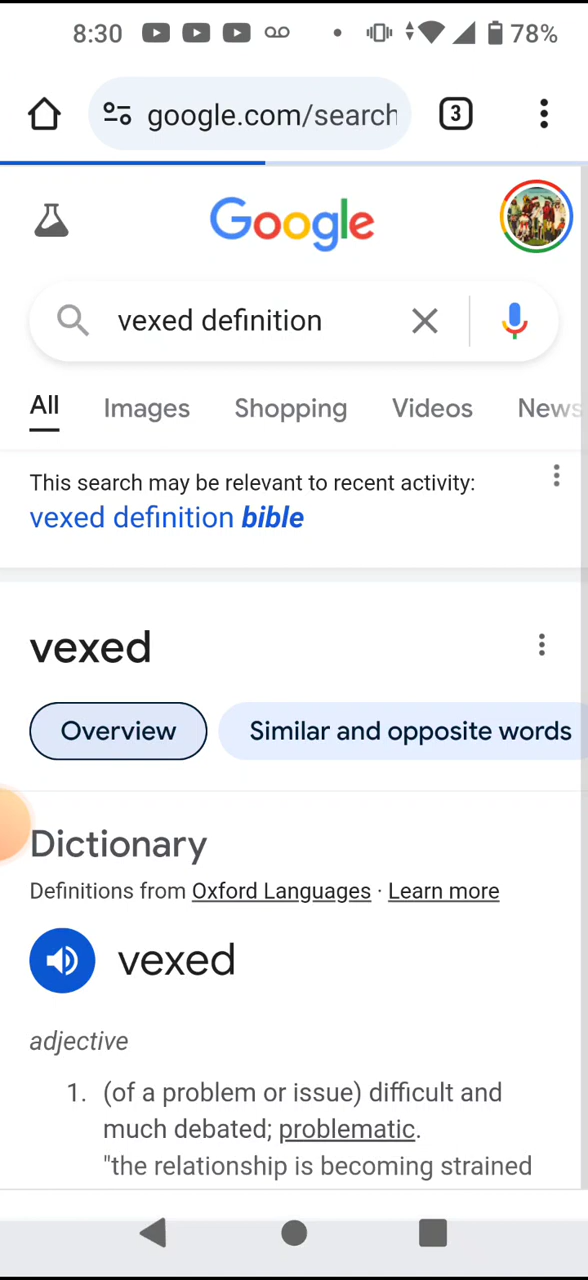 8:30 78%
google.com/search 3
Google
vexed definition
All Images Shopping Videos News
This search may be relevant to recent activity:
vexed definition bible
vexed
Overview Similar and opposite words
Dictionary
Definitions from Oxford Languages · Learn more
vexed
adjective
1. (of a problem or issue) difficult and
much debated; problematic.
"the relationship is becoming strained